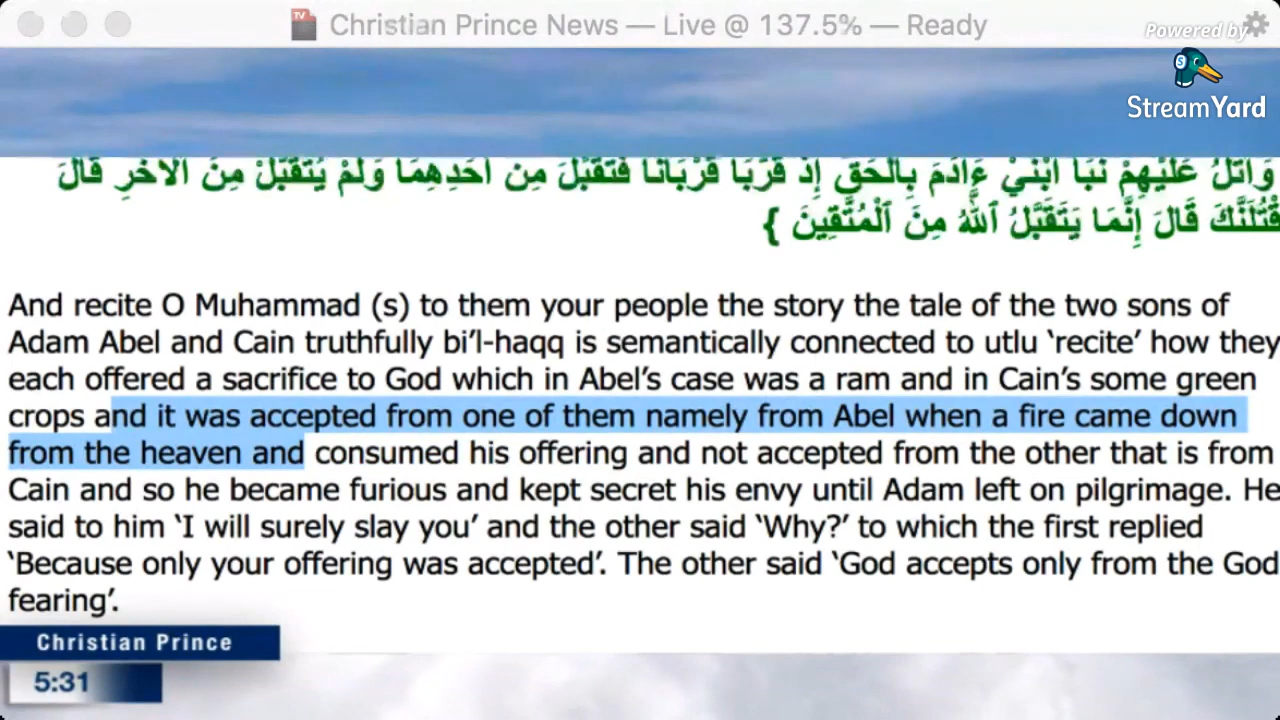 Christian Prince News — Live @ 137.5% — Ready
Powered by
StreamYard
وَاتْلُ عَلَيْهِمْ نَبَأَ ابْنَيْ ءَادَمَ بِالْحَقِّ إِذْ قَرَّبَا قُرْبَاناً فَتُقُبِّلَ مِن أَحَدِهِمَا وَلَمْ يُتَقَبَّلْ مِنَ الآخَرِ قَالَ
قْتُلَنَّكَ قَالَ إِنَّمَا يَتَقَبَّلُ ٱللَّهُ مِنَ ٱلْمُتَّقِينَ }
And recite O Muhammad (s) to them your people the story the tale of the two sons of
Adam Abel and Cain truthfully bi’l-haqq is semantically connected to utlu ‘recite’ how they
each offered a sacrifice to God which in Abel’s case was a ram and in Cain’s some green
crops and it was accepted from one of them namely from Abel when a fire came down
from the heaven and consumed his offering and not accepted from the other that is from
Cain and so he became furious and kept secret his envy until Adam left on pilgrimage. He
said to him ‘I will surely slay you’ and the other said ‘Why?’ to which the first replied
‘Because only your offering was accepted’. The other said ‘God accepts only from the God
fearing’.
Christian Prince
5:31